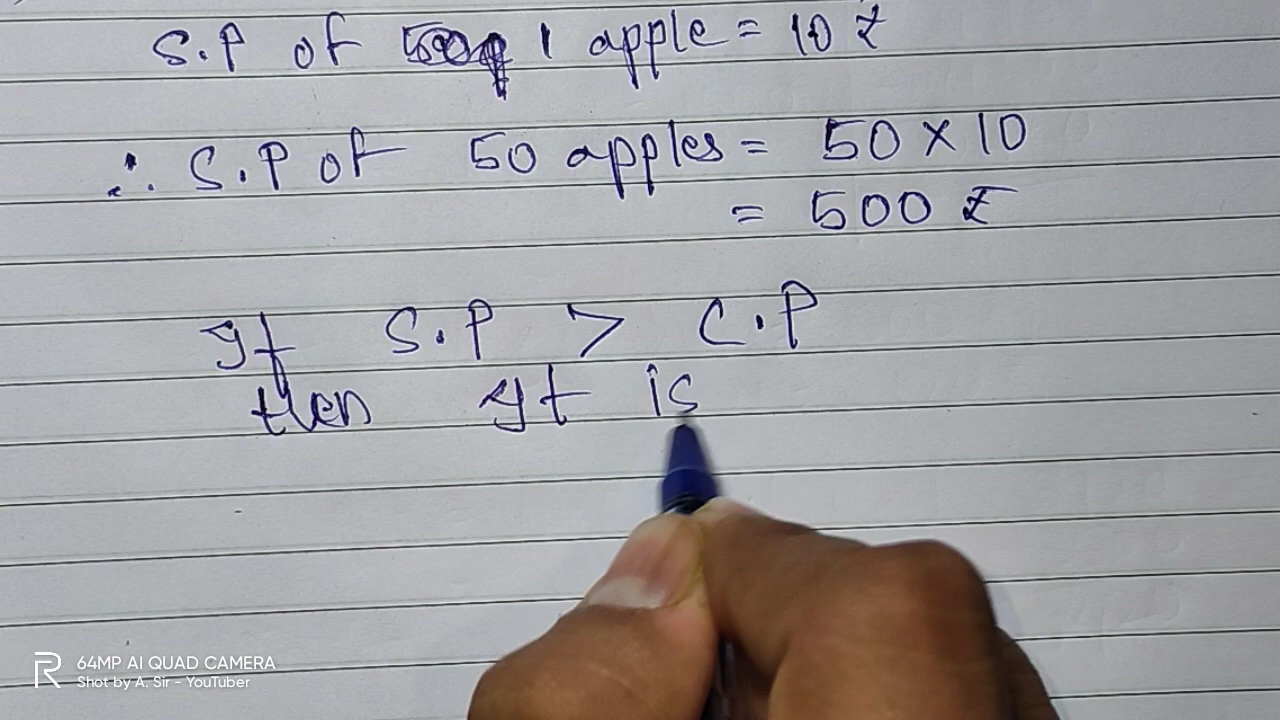 S.P of 1 apple = 10 ₹
∴ S.P of 50 apples = 50 × 10
= 500 ₹
If S.P > C.P
then It is
64MP AI QUAD CAMERA
Shot by A. Sir - YouTuber